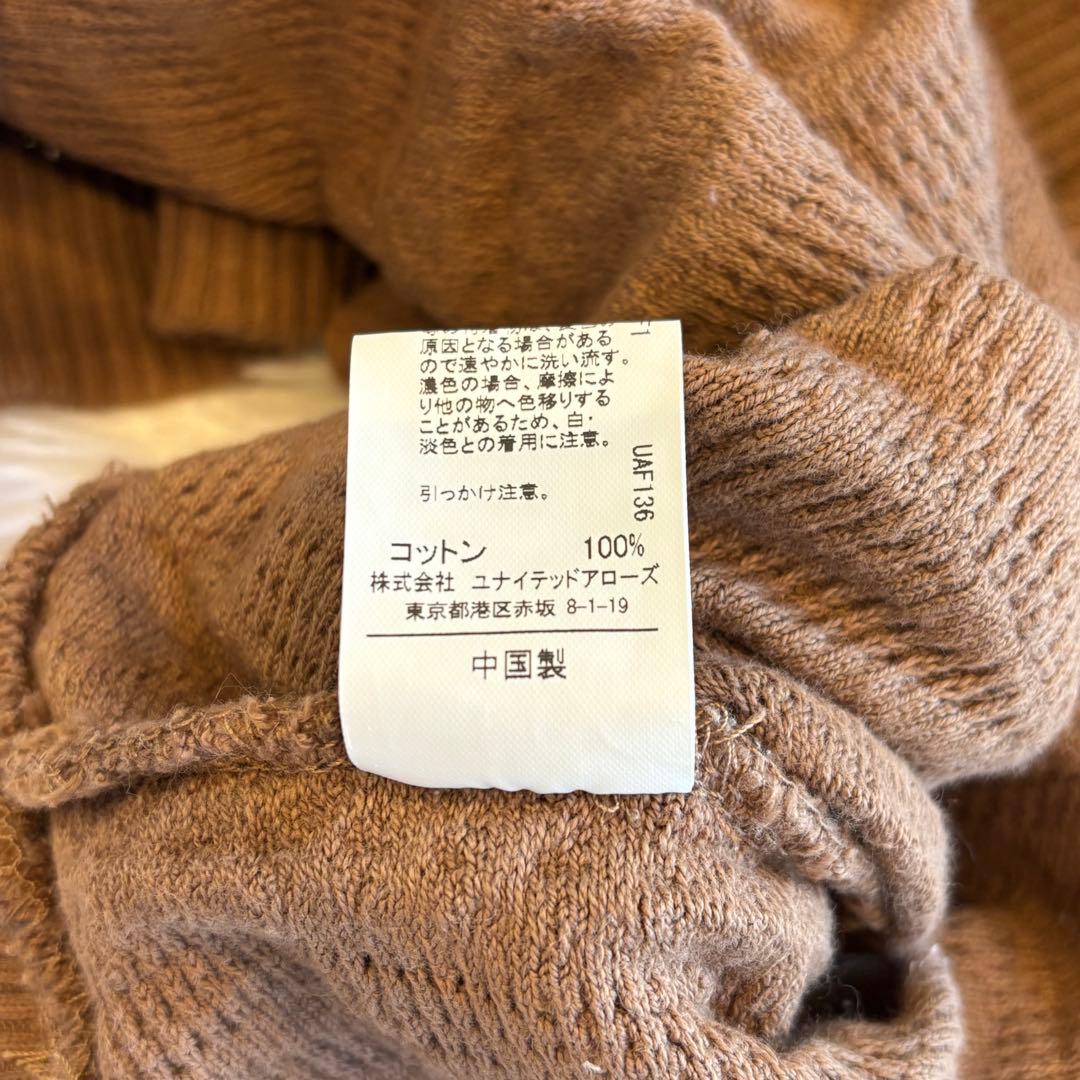 原因となる場合がある
ので速やかに洗い流す。
濃色の場合、摩擦によ
り他の物へ色移りする
ことがあるため、白・
淡色との着用に注意。
引っかけ注意。
UAF136
コットン 100%
株式会社 ユナイテッドアローズ
東京都港区赤坂 8-1-19
中国製